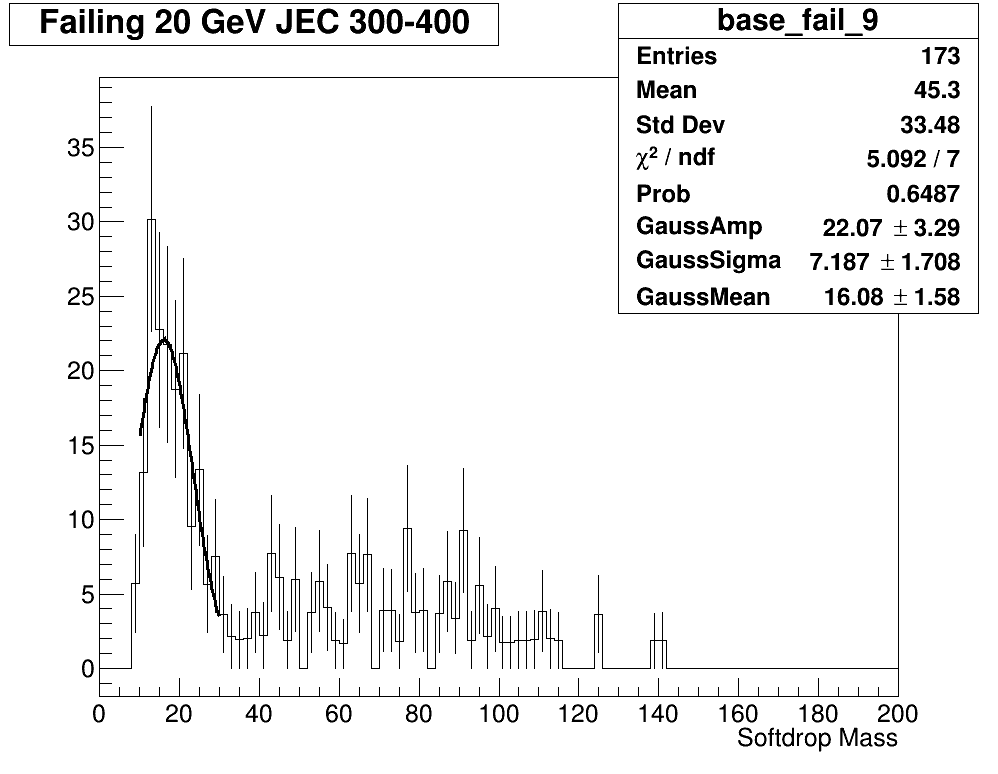 Failing 20 GeV JEC 300-400
base_fail_9
Entries 173
Mean 45.3
Std Dev 33.48
χ² / ndf 5.092 / 7
Prob 0.6487
GaussAmp 22.07 ± 3.29
GaussSigma 7.187 ± 1.708
GaussMean 16.08 ± 1.58
35
30
25
20
15
10
5
0
0 20 40 60 80 100 120 140 160 180 200
Softdrop Mass